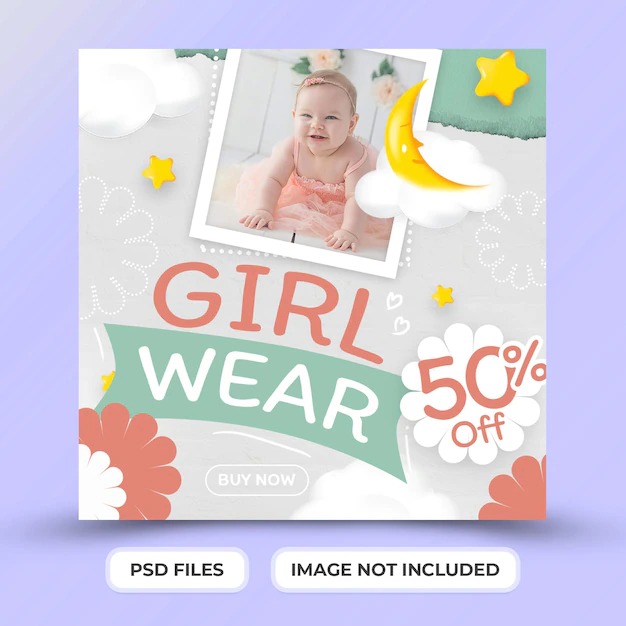 GIRL
WEAR
50%
Off
BUY NOW
PSD FILES
IMAGE NOT INCLUDED